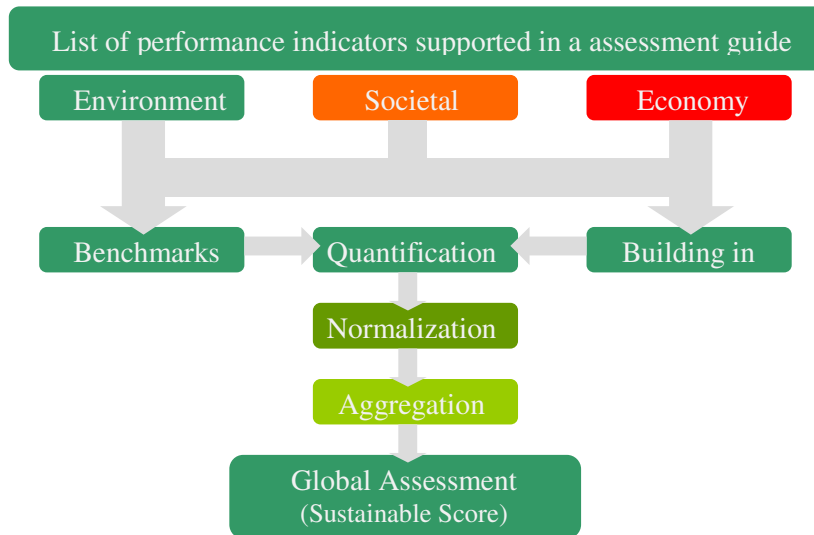 List of performance indicators supported in a assessment guide
Environment
Societal
Economy
Benchmarks
Quantification
Building in
Normalization
Aggregation
Global Assessment
(Sustainable Score)